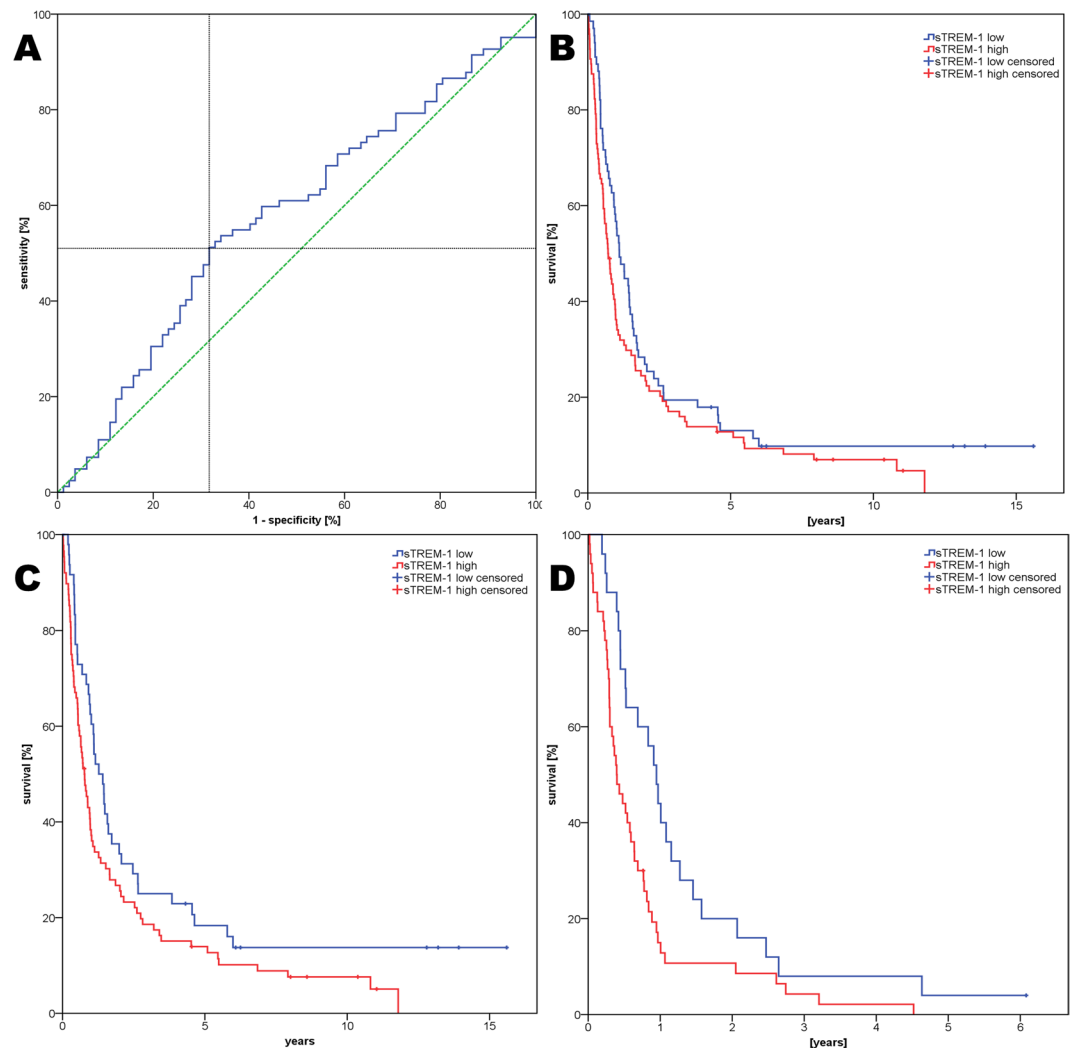 A
100
80
60
40
20
0
sensitivity [%]
0
20
40
60
80
100
1 - specificity [%]
B
100
80
60
40
20
0
survival [%]
sTREM-1 low
sTREM-1 high
sTREM-1 low censored
sTREM-1 high censored
0
5
10
15
[years]
C
100
80
60
40
20
0
survival [%]
sTREM-1 low
sTREM-1 high
sTREM-1 low censored
sTREM-1 high censored
0
5
10
15
years
D
100
80
60
40
20
0
survival [%]
sTREM-1 low
sTREM-1 high
sTREM-1 low censored
sTREM-1 high censored
0
1
2
3
4
5
6
[years]